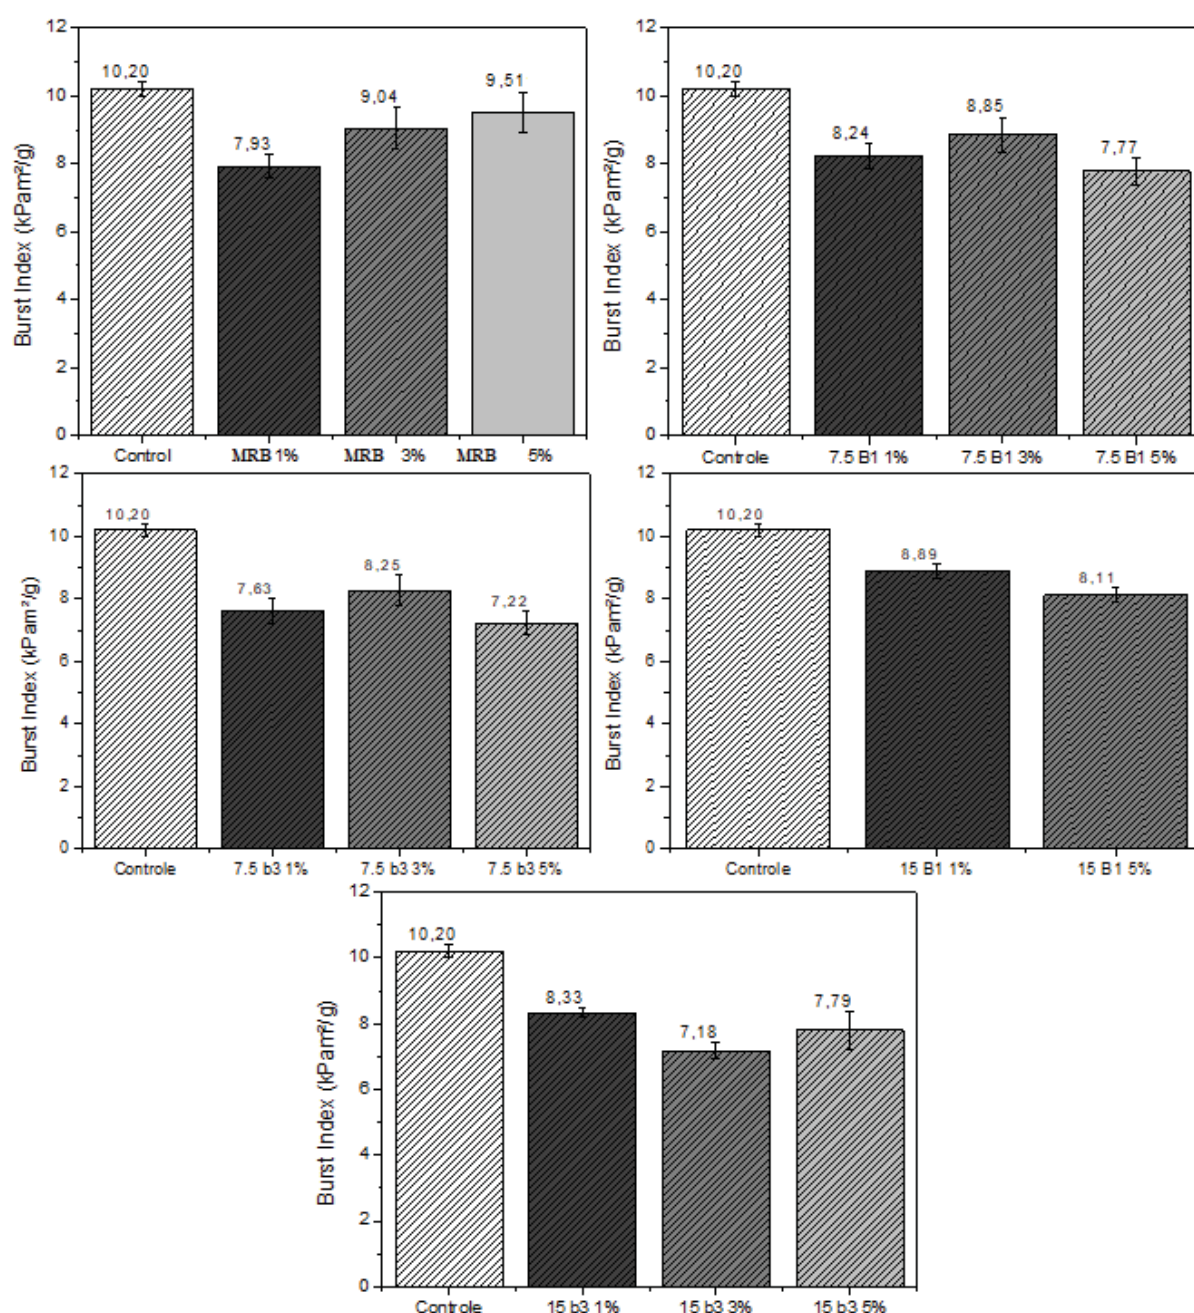 12
10
8
6
4
2
0
Burst Index (kPam²/g)
10,20
7,93
9,04
9,51
Control
MRB 1%
MRB 3%
MRB 5%
12
10
8
6
4
2
0
Burst Index (kPam²/g)
10,20
8,24
8,85
7,77
Controle
7.5 B1 1%
7.5 B1 3%
7.5 B1 5%
12
10
8
6
4
2
0
Burst Index (kPam²/g)
10,20
7,63
8,25
7,22
Controle
7.5 b3 1%
7.5 b3 3%
7.5 b3 5%
12
10
8
6
4
2
0
Burst Index (kPam²/g)
10,20
8,89
8,11
Controle
15 B1 1%
15 B1 5%
12
10
8
6
4
2
0
Burst Index (kPam²/g)
10,20
8,33
7,18
7,79
Controle
15 b3 1%
15 b3 3%
15 b3 5%